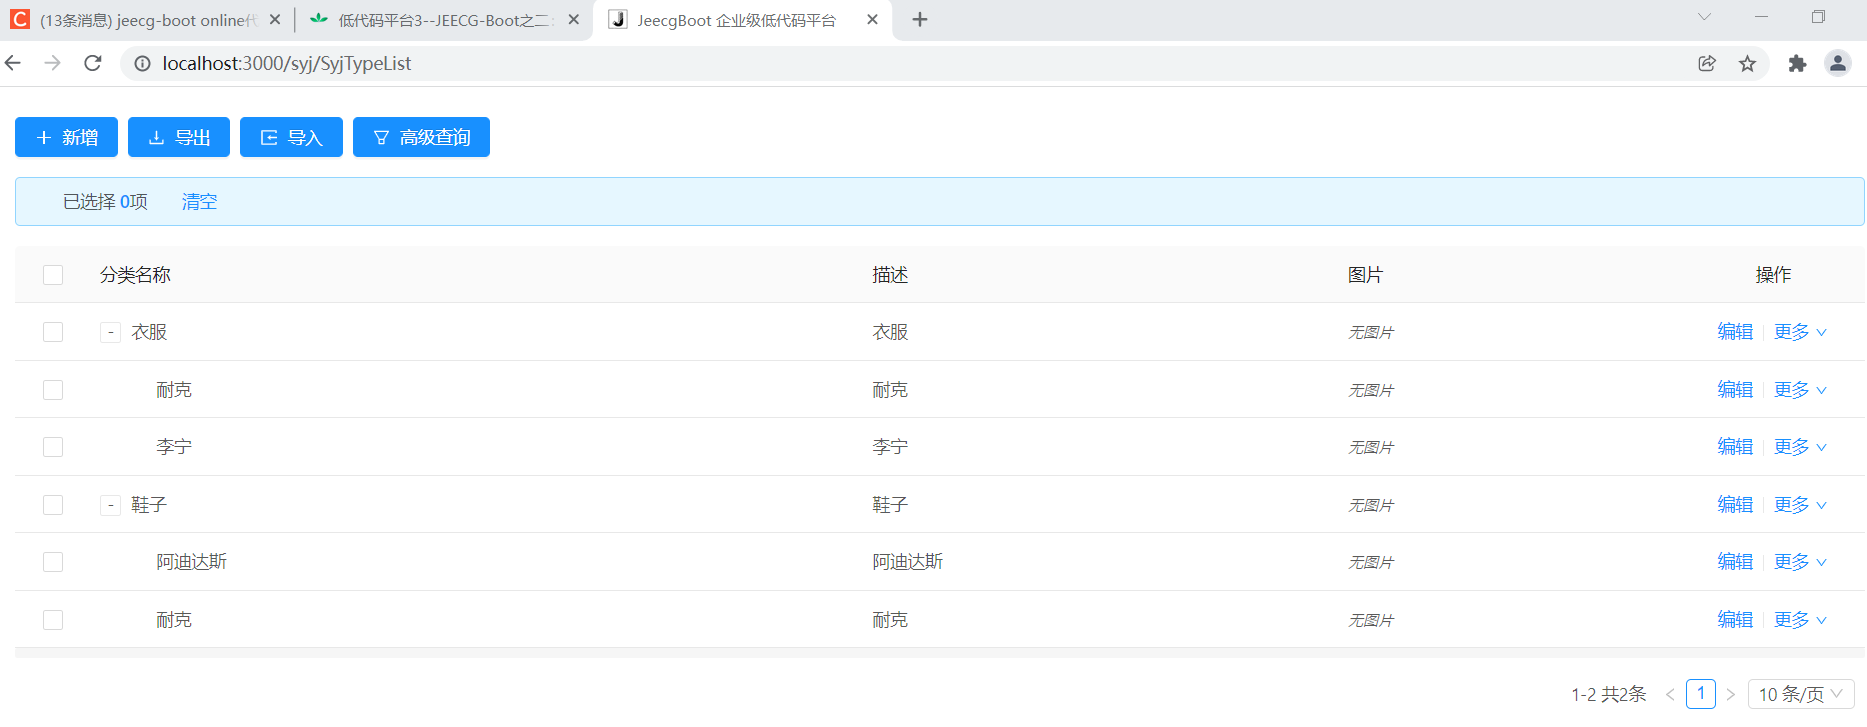 (13条消息) jeecg-boot online代
低代码平台3--JEECG-Boot之二
JeecgBoot 企业级低代码平台
localhost:3000/syj/SyjTypeList
新增
导出
导入
高级查询
已选择 0项 清空
分类名称 描述 图片 操作
- 衣服 衣服 无图片 编辑 更多
耐克 耐克 无图片 编辑 更多
李宁 李宁 无图片 编辑 更多
- 鞋子 鞋子 无图片 编辑 更多
阿迪达斯 阿迪达斯 无图片 编辑 更多
耐克 耐克 无图片 编辑 更多
1-2 共2条 < 1 > 10 条/页